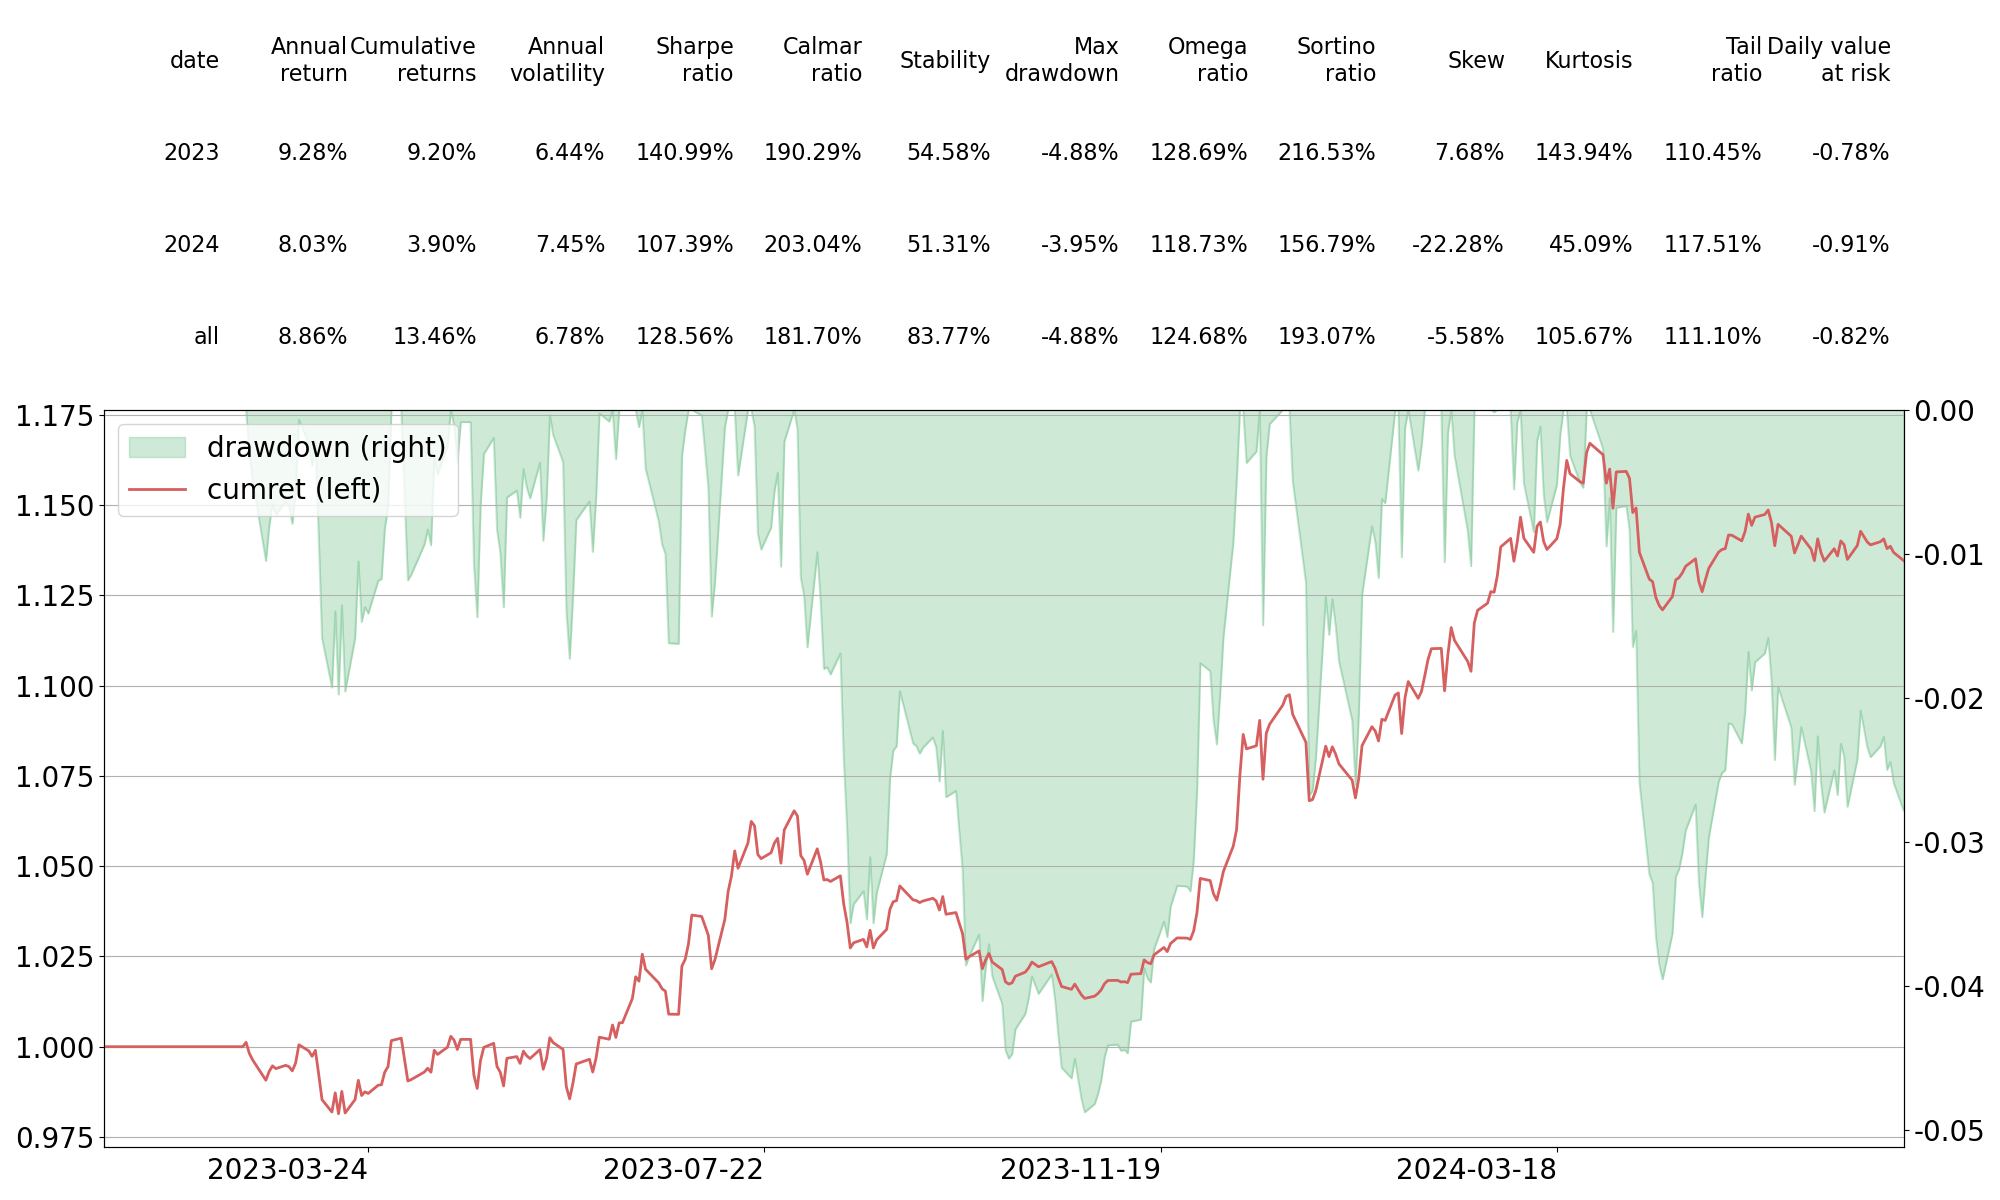 date Annual return Cumulative returns Annual volatility Sharpe ratio Calmar ratio Stability Max drawdown Omega ratio Sortino ratio Skew Kurtosis Tail ratio Daily value at risk
2023 9.28% 9.20% 6.44% 140.99% 190.29% 54.58% -4.88% 128.69% 216.53% 7.68% 143.94% 110.45% -0.78%
2024 8.03% 3.90% 7.45% 107.39% 203.04% 51.31% -3.95% 118.73% 156.79% -22.28% 45.09% 117.51% -0.91%
all 8.86% 13.46% 6.78% 128.56% 181.70% 83.77% -4.88% 124.68% 193.07% -5.58% 105.67% 111.10% -0.82%
drawdown (right)
cumret (left)
1.175
1.150
1.125
1.100
1.075
1.050
1.025
1.000
0.975
0.00
-0.01
-0.02
-0.03
-0.04
-0.05
2023-03-24 2023-07-22 2023-11-19 2024-03-18